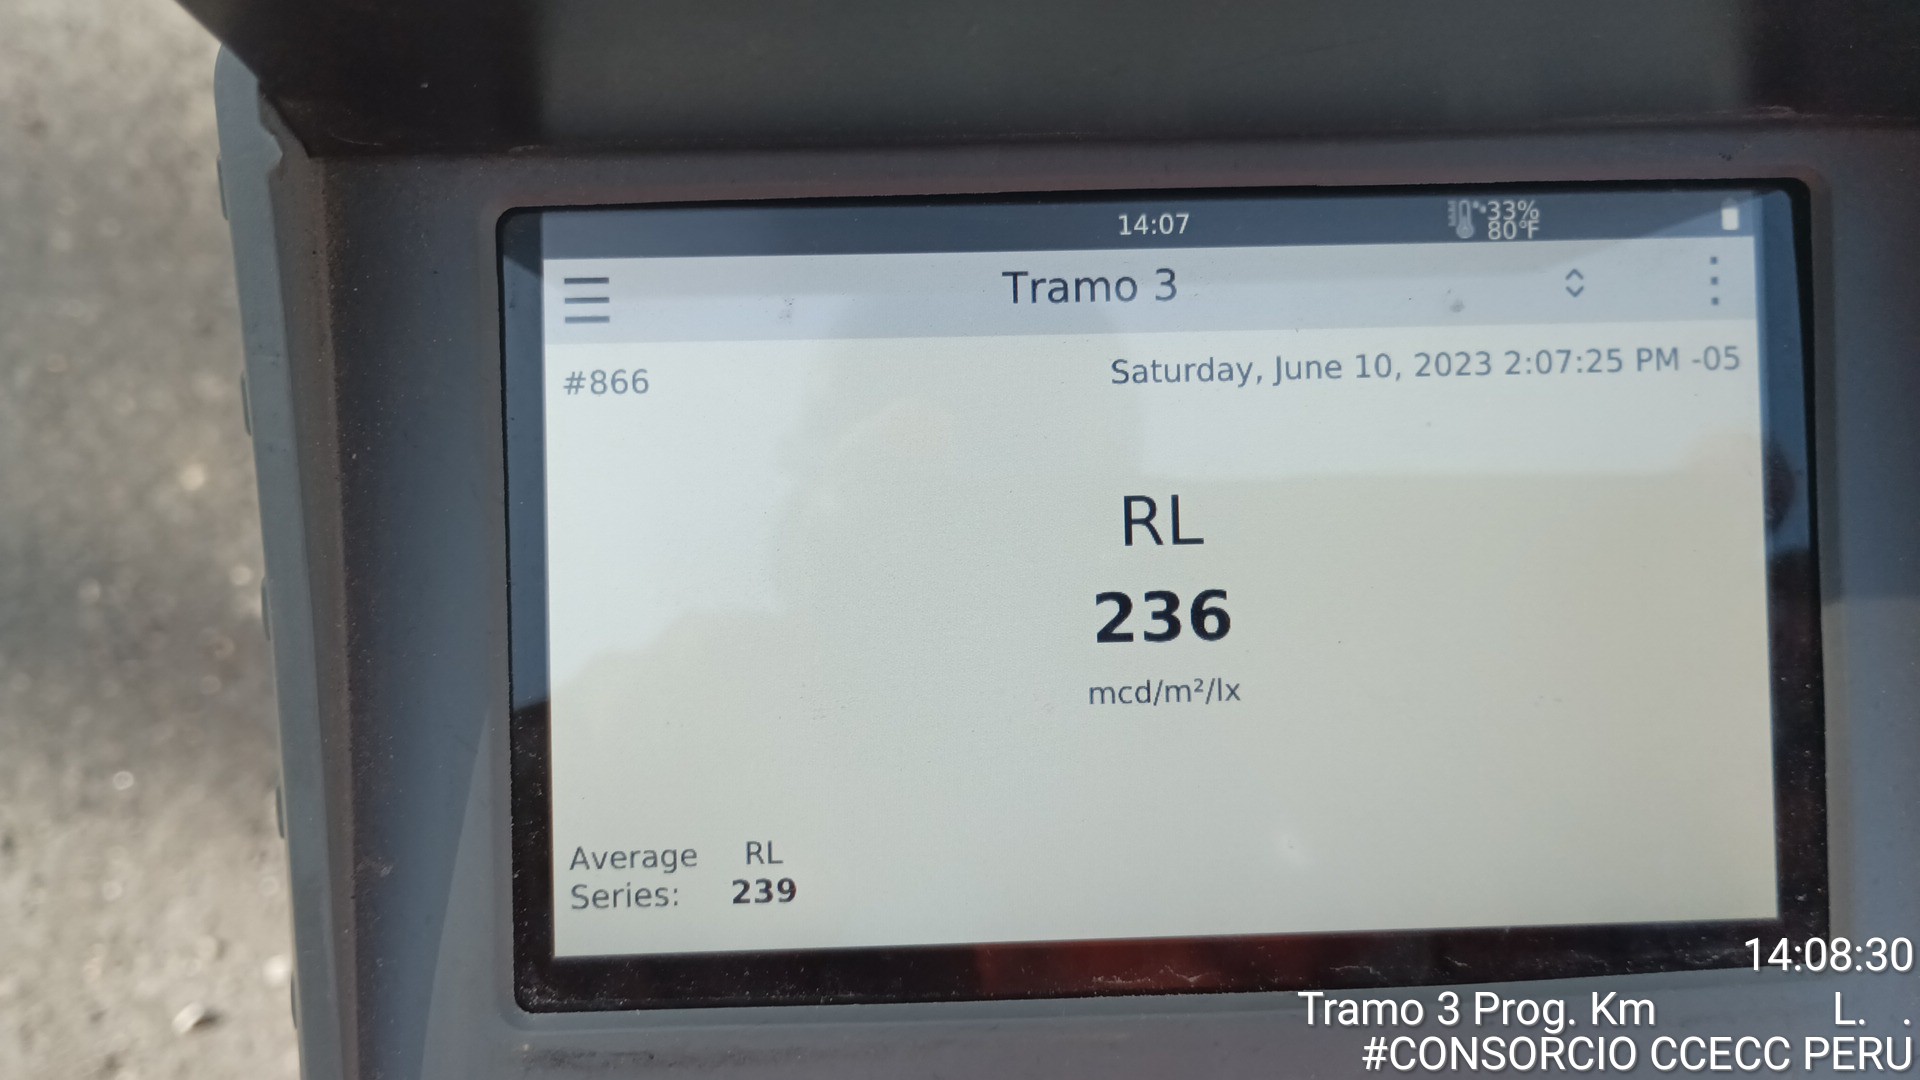 14:07
33%
80°F
Tramo 3
#866
Saturday, June 10, 2023 2:07:25 PM -05
RL
236
mcd/m²/lx
Average RL
Series: 239
14:08:30
Tramo 3 Prog. Km L. .
#CONSORCIO CCECC PERU